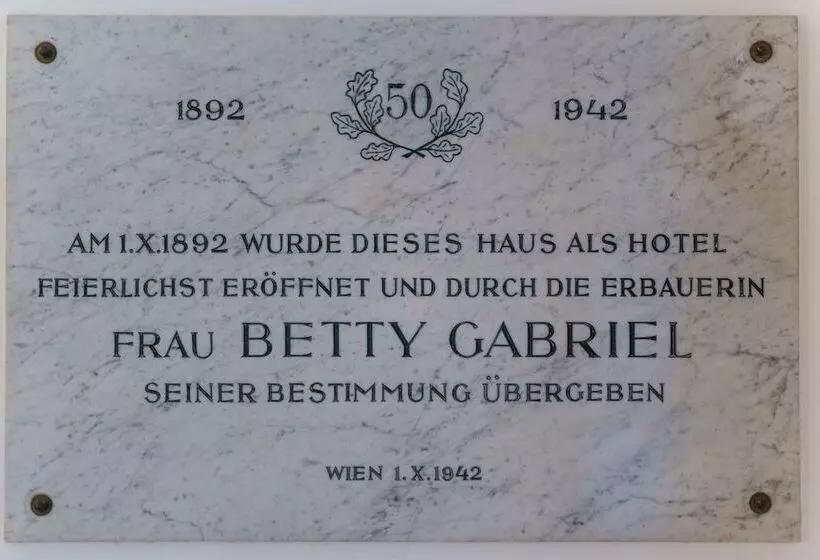 1892 50 1942
AM 1.X.1892 WURDE DIESES HAUS ALS HOTEL
FEIERLICHST ERÖFFNET UND DURCH DIE ERBAUERIN
FRAU BETTY GABRIEL
SEINER BESTIMMUNG ÜBERGEBEN
WIEN 1.X.1942